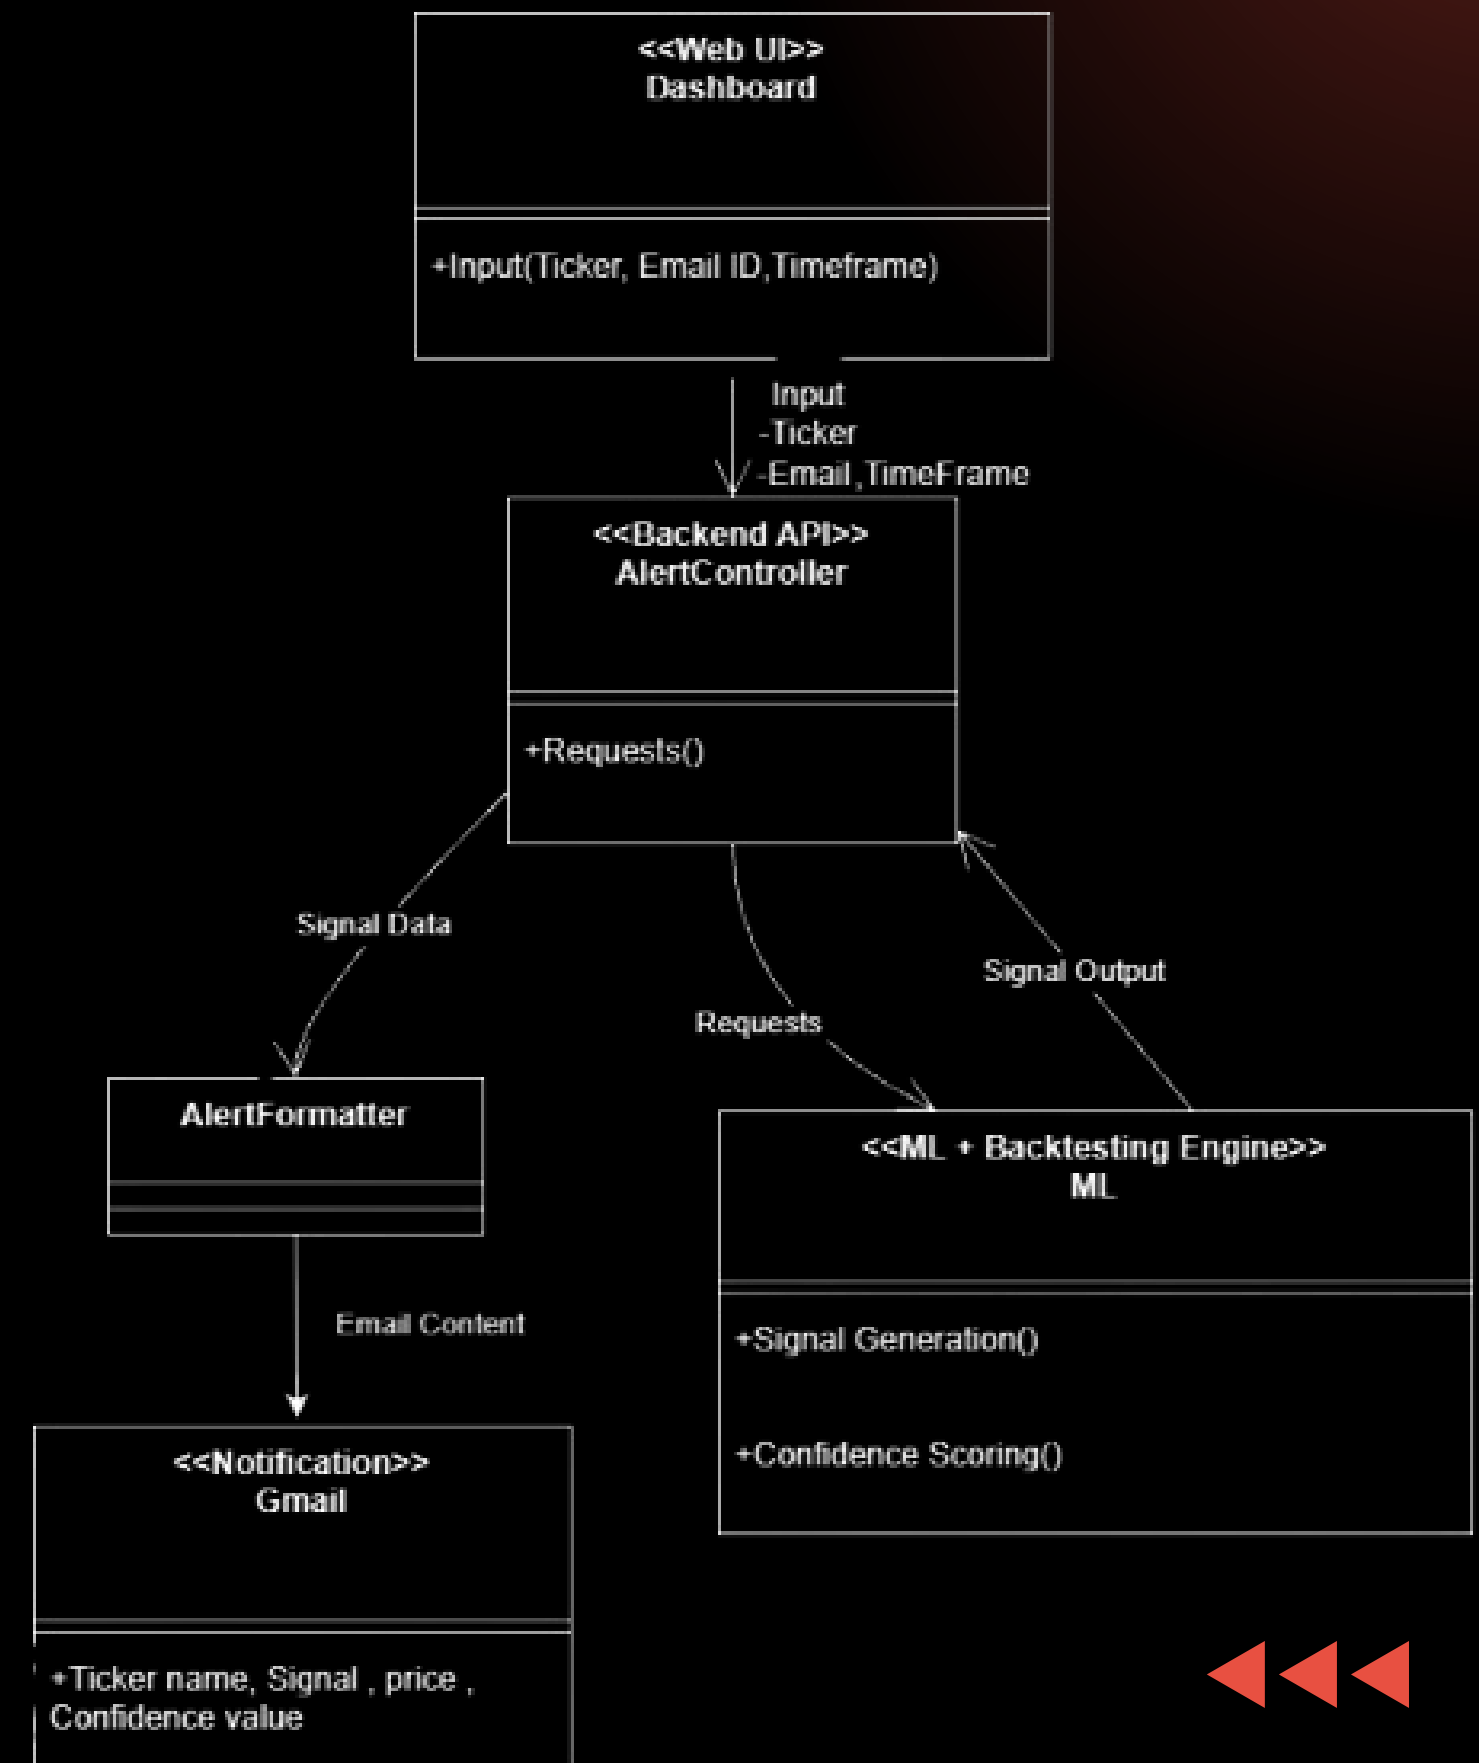 <<Web UI>>
Dashboard
+Input(Ticker, Email ID,Timeframe)
Input
-Ticker
-Email ,TimeFrame
<<Backend API>>
AlertController
+Requests()
Signal Data
Signal Output
Requests
AlertFormatter
<<ML + Backtesting Engine>>
ML
Email Content
+Signal Generation()
+Confidence Scoring()
<<Notification>>
Gmail
+Ticker name, Signal , price ,
Confidence value